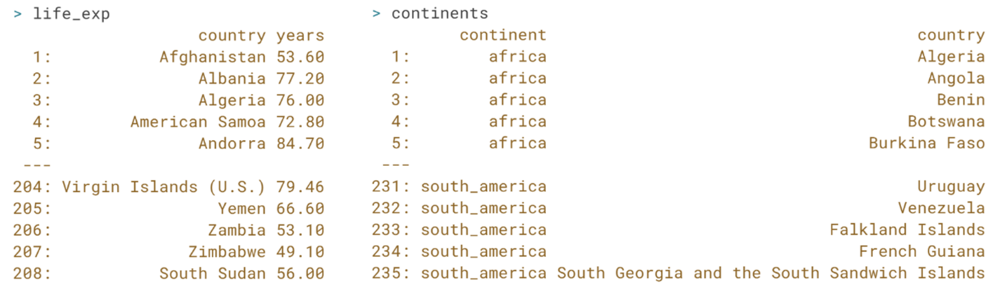 > life_exp
country years
1: Afghanistan 53.60
2: Albania 77.20
3: Algeria 76.00
4: American Samoa 72.80
5: Andorra 84.70
---
204: Virgin Islands (U.S.) 79.46
205: Yemen 66.60
206: Zambia 53.10
207: Zimbabwe 49.10
208: South Sudan 56.00
> continents
continent country
1: africa Algeria
2: africa Angola
3: africa Benin
4: africa Botswana
5: africa Burkina Faso
---
231: south_america Uruguay
232: south_america Venezuela
233: south_america Falkland Islands
234: south_america French Guiana
235: south_america South Georgia and the South Sandwich Islands